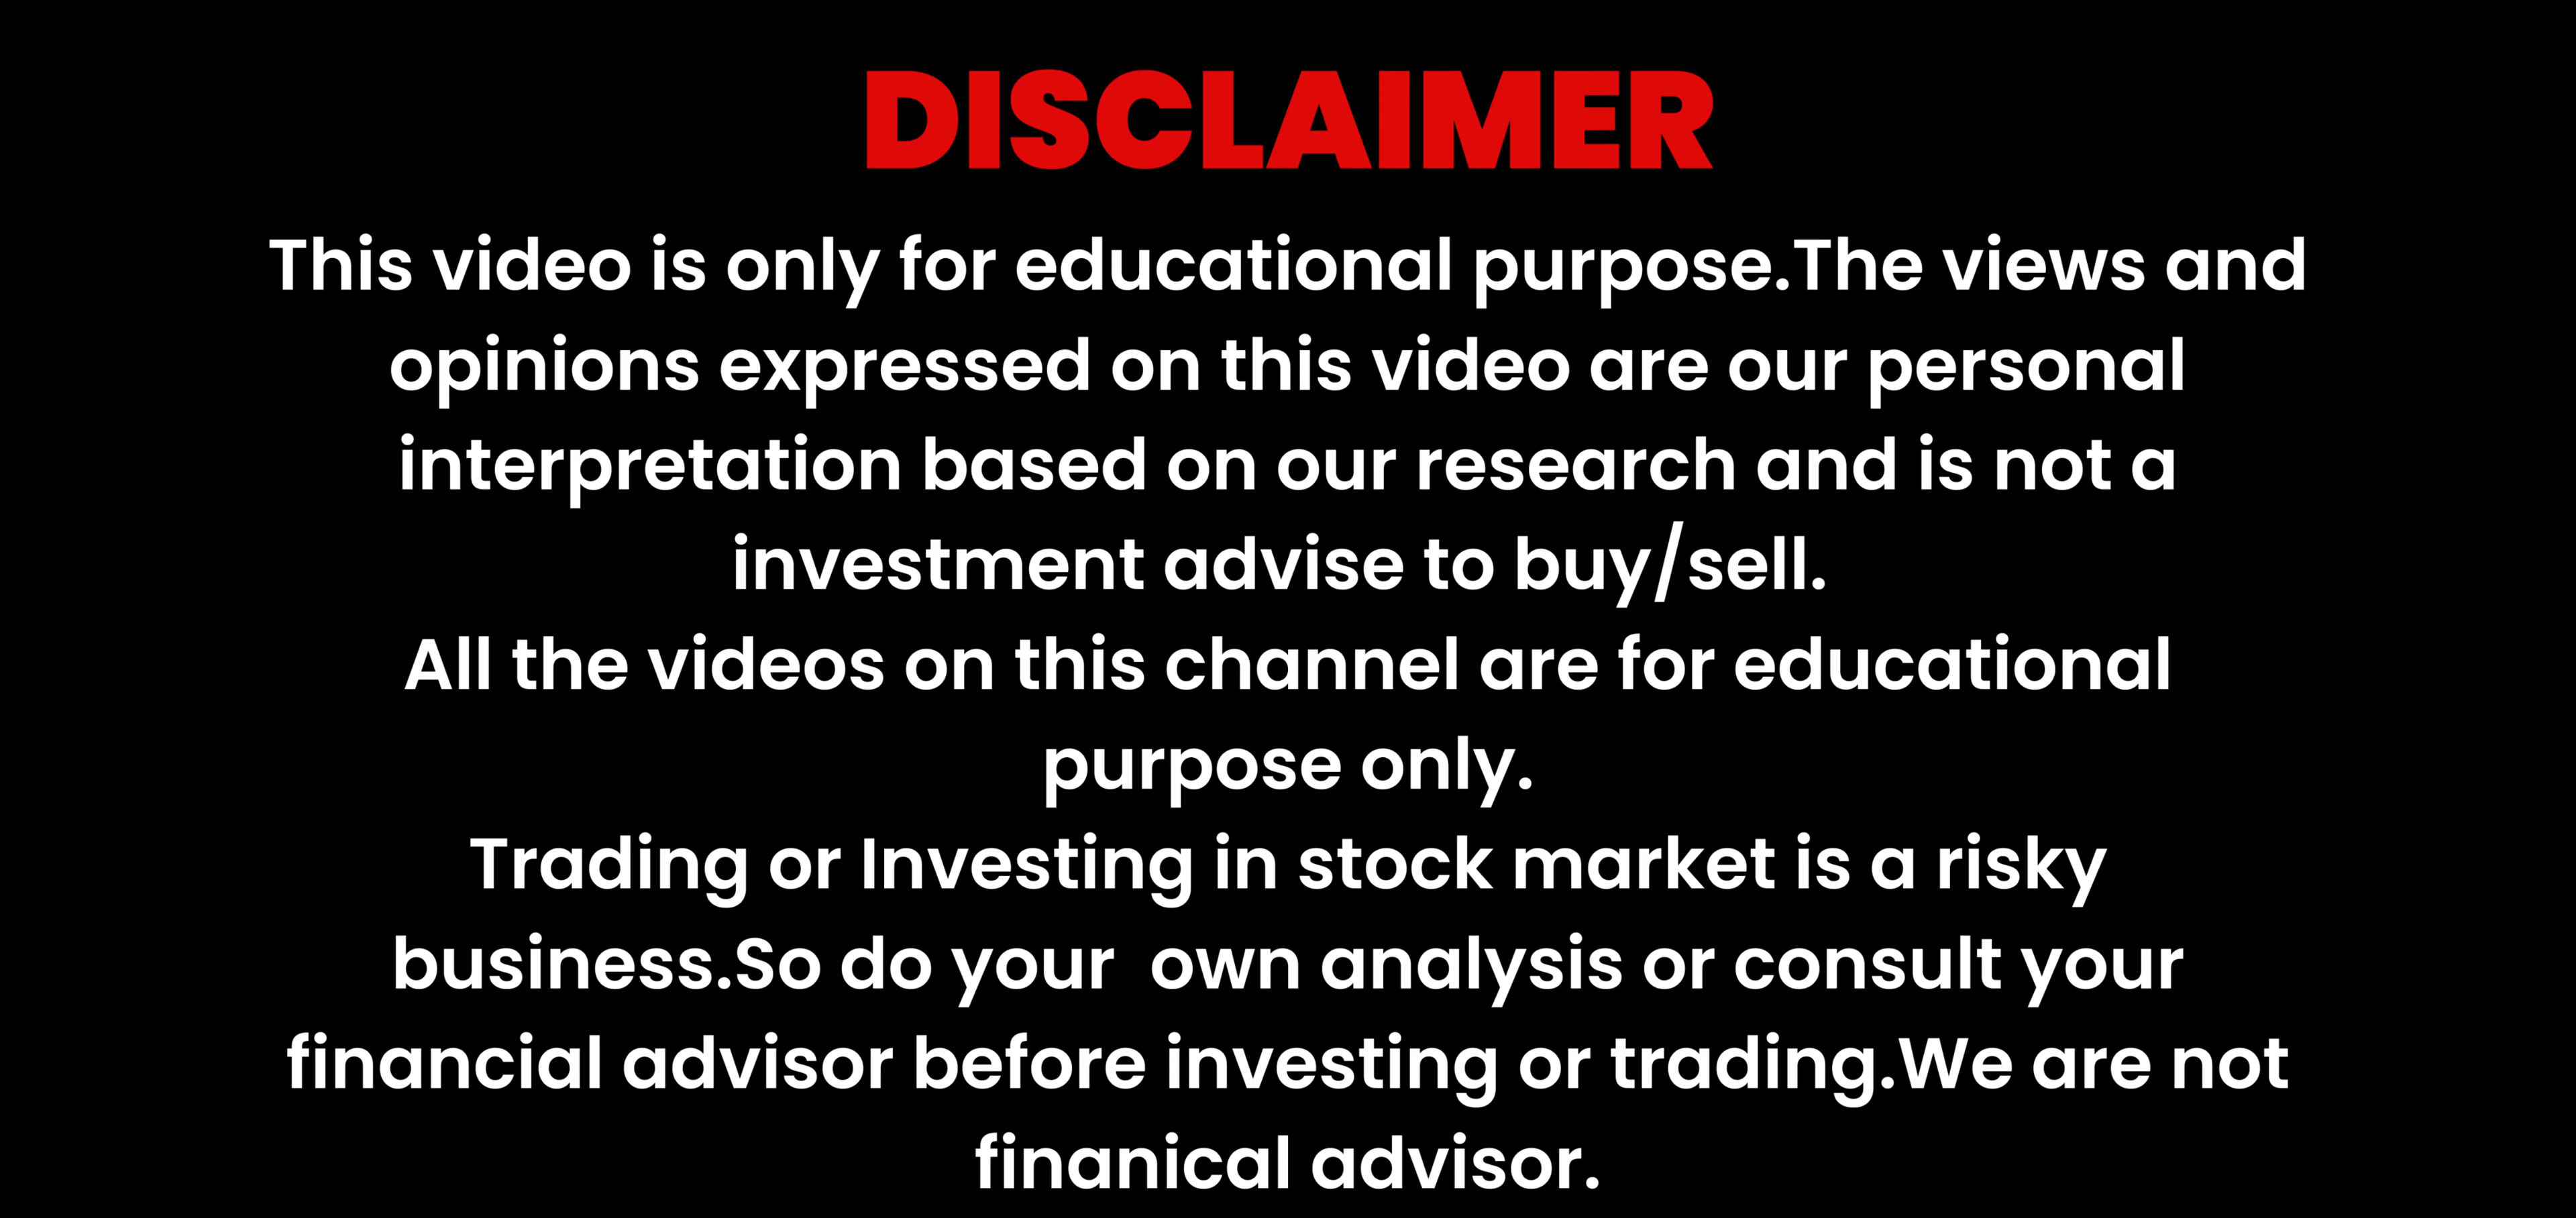 DISCLAIMER
This video is only for educational purpose.The views and
opinions expressed on this video are our personal
interpretation based on our research and is not a
investment advise to buy/sell.
All the videos on this channel are for educational
purpose only.
Trading or Investing in stock market is a risky
business.So do your  own analysis or consult your
financial advisor before investing or trading.We are not
finanical advisor.